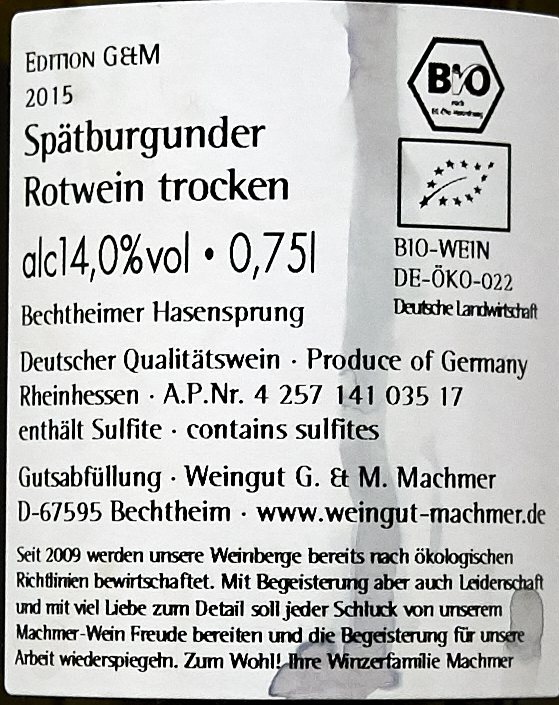 EDITION G&M
2015
Spätburgunder
Rotwein trocken
alc14,0%vol • 0,75l
Bechtheimer Hasensprung
BIO
nach
BIO-WEIN
DE-ÖKO-022
Deutsche Landwirtschaft
Deutscher Qualitätswein · Produce of Germany
Rheinhessen · A.P.Nr. 4 257 141 035 17
enthält Sulfite · contains sulfites
Gutsabfüllung · Weingut G. & M. Machmer
D-67595 Bechtheim · www.weingut-machmer.de
Seit 2009 werden unsere Weinberge bereits nach ökologischen
Richtlinien bewirtschaftet. Mit Begeisterung aber auch Leidenschaft
und mit viel Liebe zum Detail soll jeder Schluck von unserem
Machmer-Wein Freude bereiten und die Begeisterung für unsere
Arbeit wiederspiegeln. Zum Wohl! Ihre Winzerfamilie Machmer